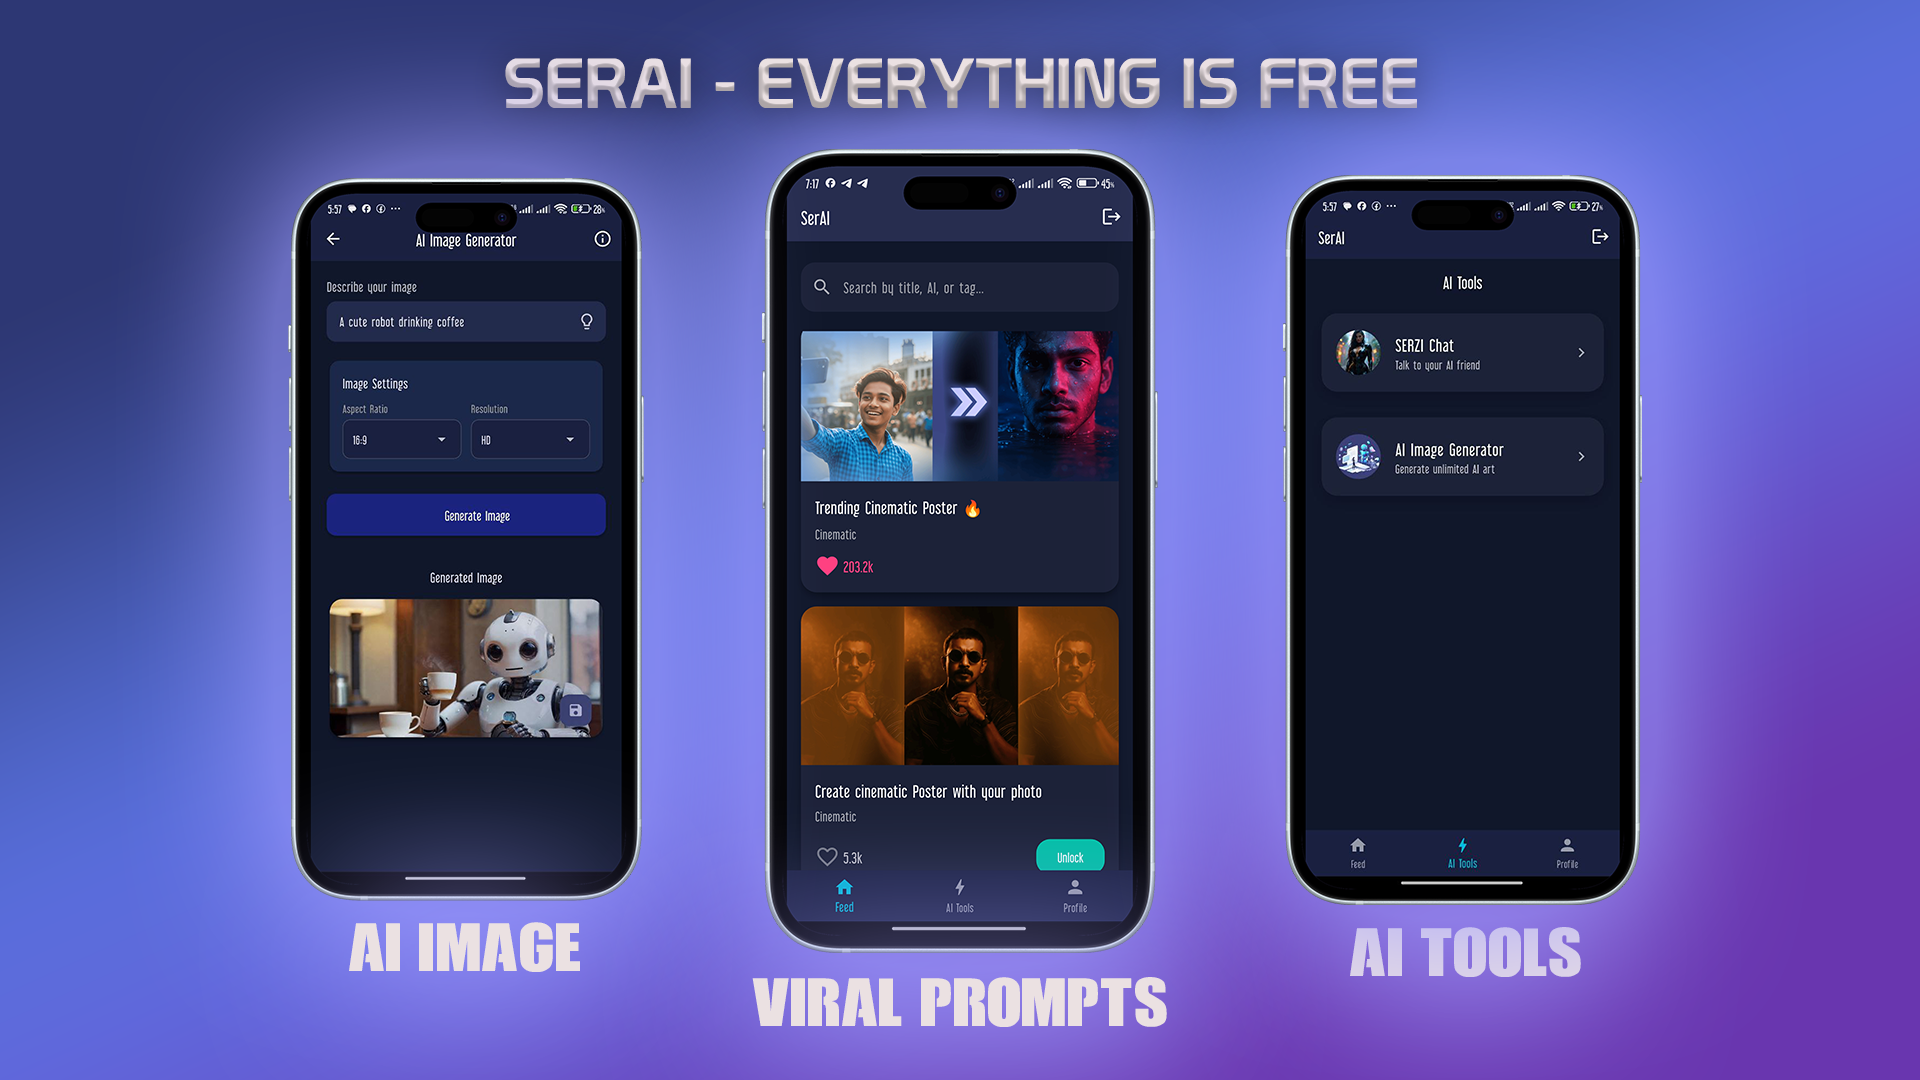 SERAI - EVERYTHING IS FREE
5:57
28%
AI Image Generator
Describe your image
A cute robot drinking coffee
Image Settings
Aspect Ratio
Resolution
16:9
HD
Generate Image
Generated Image
AI IMAGE
7:17
45%
SerAI
Search by title, AI, or tag...
Trending Cinematic Poster 🔥
Cinematic
203.2k
Create cinematic Poster with your photo
Cinematic
5.3k
Unlock
Feed
AI Tools
Profile
VIRAL PROMPTS
5:57
27%
SerAI
AI Tools
SERZI Chat
Talk to your AI friend
AI Image Generator
Generate unlimited AI art
Feed
AI Tools
Profile
AI TOOLS